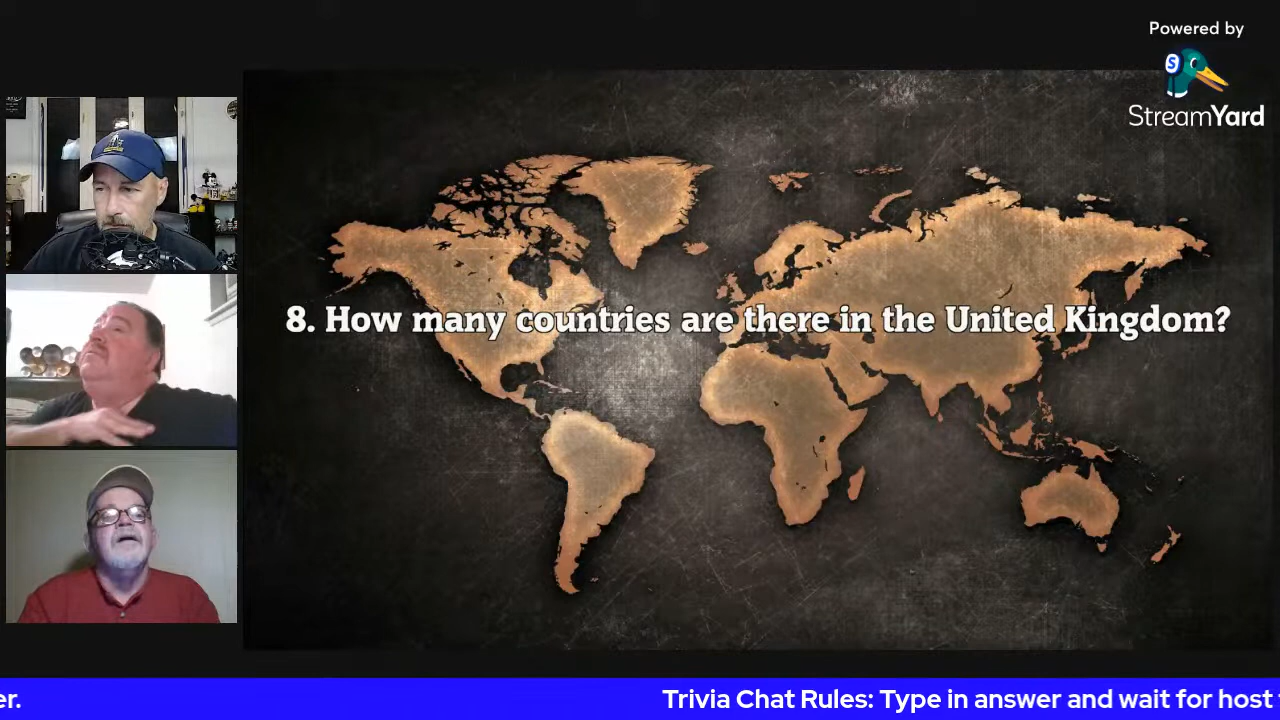 Powered by
StreamYard
8. How many countries are there in the United Kingdom?
er.
Trivia Chat Rules: Type in answer and wait for host